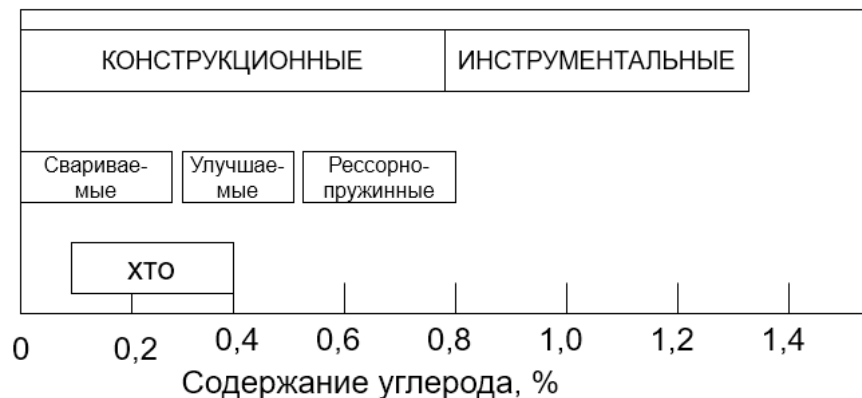 КОНСТРУКЦИОННЫЕ ИНСТРУМЕНТАЛЬНЫЕ
Сваривае-
мые
Улучшае-
мые
Рессорно-
пружинные
ХТО
0 0,2 0,4 0,6 0,8 1,0 1,2 1,4
Содержание углерода, %